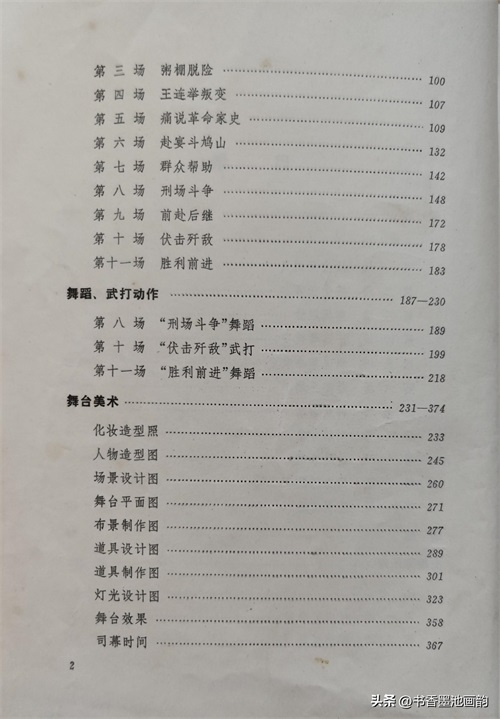 第三场 粥棚脱险 …… 100
第四场 王连举叛变 …… 107
第五场 痛说革命家史 …… 109
第六场 赴宴斗鸠山 …… 132
第七场 群众帮助 …… 142
第八场 刑场斗争 …… 148
第九场 前赴后继 …… 172
第十场 伏击歼敌 …… 178
第十一场 胜利前进 …… 183
舞蹈、武打动作 …… 187—230
第八场 “刑场斗争”舞蹈 …… 189
第十场 “伏击歼敌”武打 …… 199
第十一场 “胜利前进”舞蹈 …… 218
舞台美术 …… 231—374
化妆造型照 …… 233
人物造型图 …… 245
场景设计图 …… 260
舞台平面图 …… 271
布景制作图 …… 277
道具设计图 …… 289
道具制作图 …… 301
灯光设计图 …… 323
舞台效果 …… 358
司幕时间 …… 367
2
头条 @书香墨池画韵